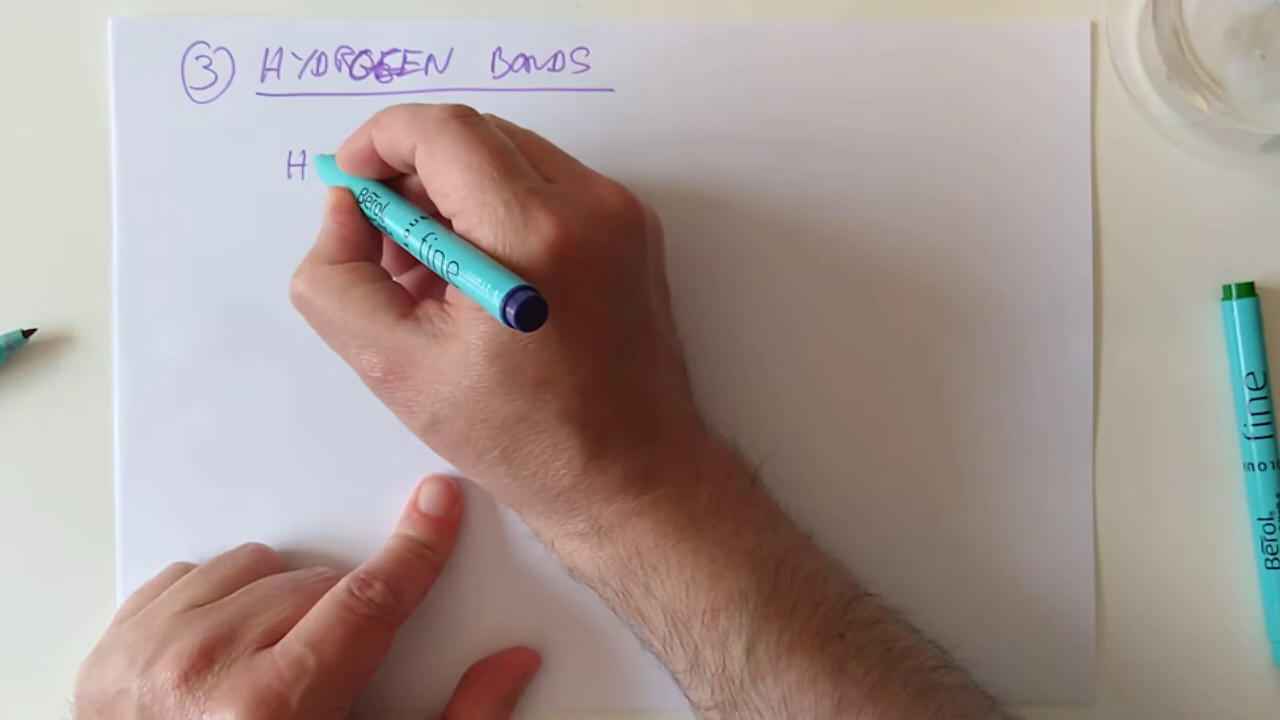 ③ HYDROGEN BONDS
H
Berol
fine
fine
Berol